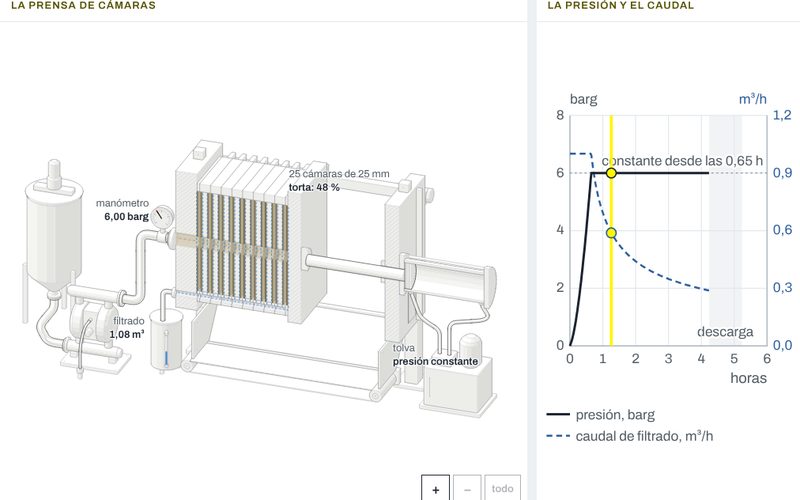 LA PRENSA DE CÁMARAS
25 cámaras de 25 mm
torta: 48 %
manómetro
6,00 barg
filtrado
1,08 m³
tolva
presión constante
+
−
todo
LA PRESIÓN Y EL CAUDAL
barg
m³/h
8
1,2
constante desde las 0,65 h
6
0,9
4
0,6
2
0,3
descarga
0
0,0
0 1 2 3 4 5 6
horas
presión, barg
caudal de filtrado, m³/h